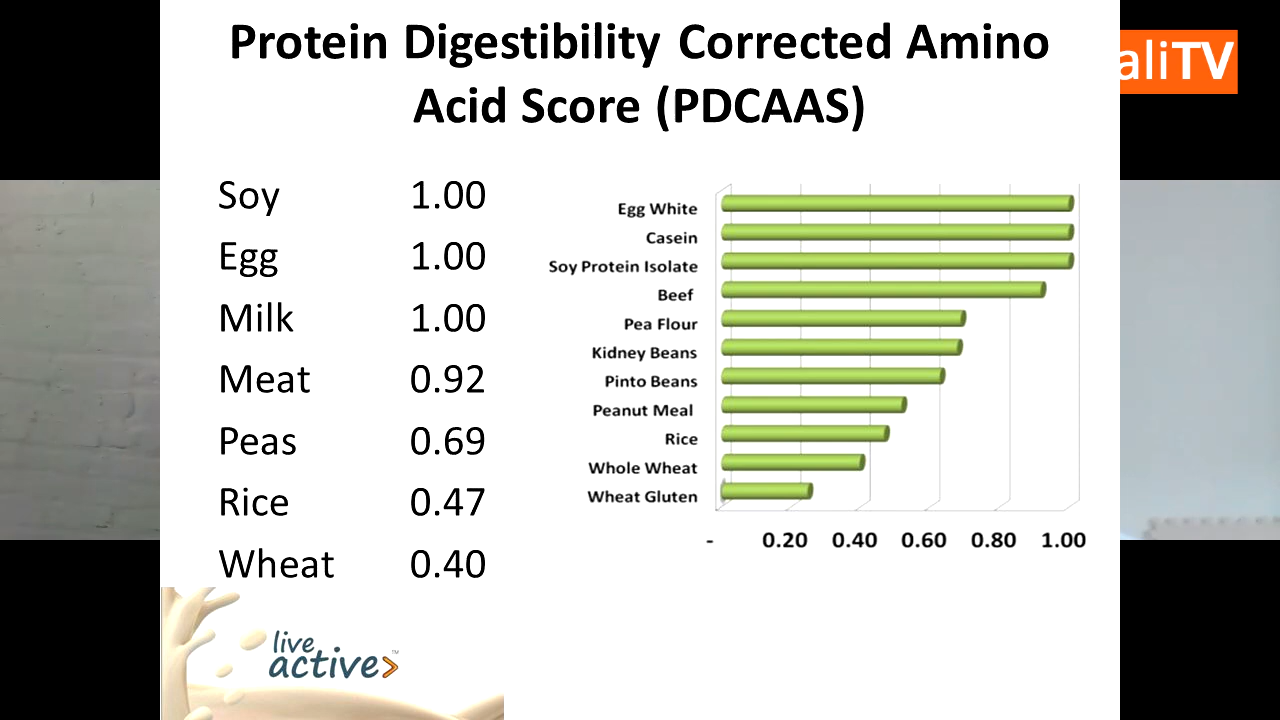 Protein Digestibility Corrected Amino
Acid Score (PDCAAS)
aliTV
Soy 1.00
Egg 1.00
Milk 1.00
Meat 0.92
Peas 0.69
Rice 0.47
Wheat 0.40
Egg White
Casein
Soy Protein Isolate
Beef
Pea Flour
Kidney Beans
Pinto Beans
Peanut Meal
Rice
Whole Wheat
Wheat Gluten
- 0.20 0.40 0.60 0.80 1.00
live
active> ™